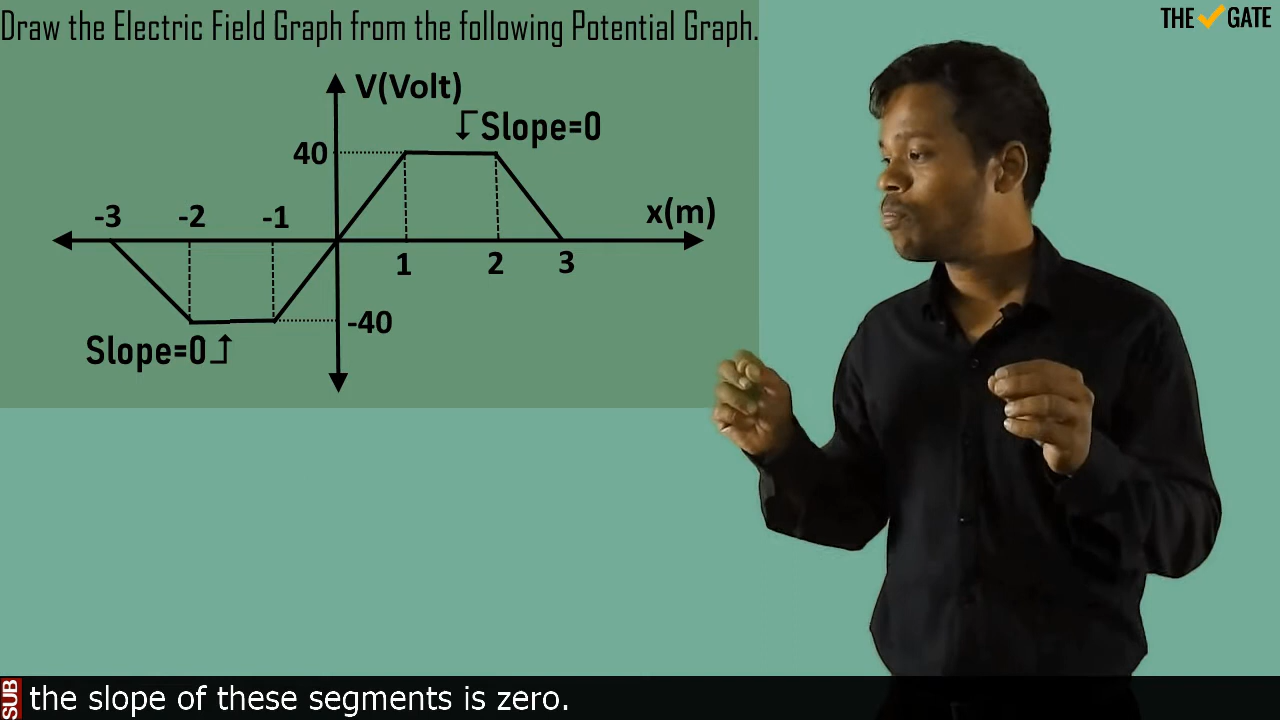 Draw the Electric Field Graph from the following Potential Graph.
THE GATE
V(Volt)
Slope=0
40
-3 -2 -1
x(m)
1 2 3
-40
Slope=0
SUB
the slope of these segments is zero.